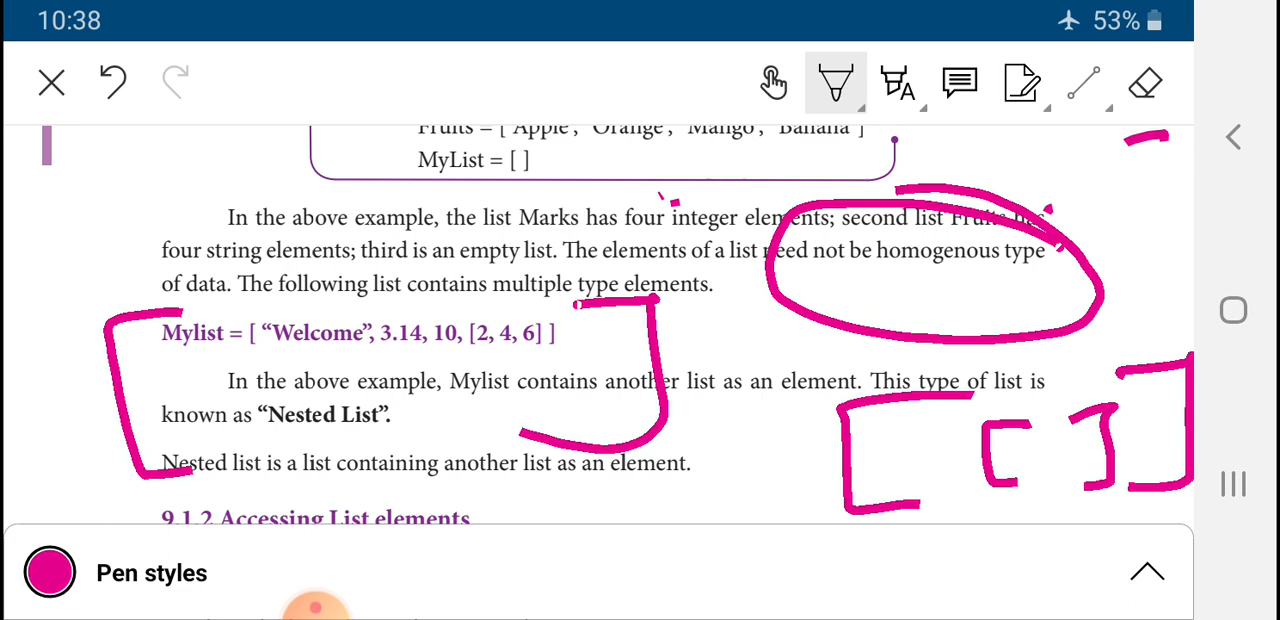 10:38 53%
Fruits = [ "Apple", "Orange", "Mango", "Banana" ]
MyList = [ ]
In the above example, the list Marks has four integer elements; second list Fruits has
four string elements; third is an empty list. The elements of a list need not be homogenous type
of data. The following list contains multiple type elements.
Mylist = [ “Welcome”, 3.14, 10, [2, 4, 6] ]
In the above example, Mylist contains another list as an element. This type of list is
known as “Nested List”.
[ [ ] ]
Nested list is a list containing another list as an element.
9.1.2 Accessing List elements
Pen styles